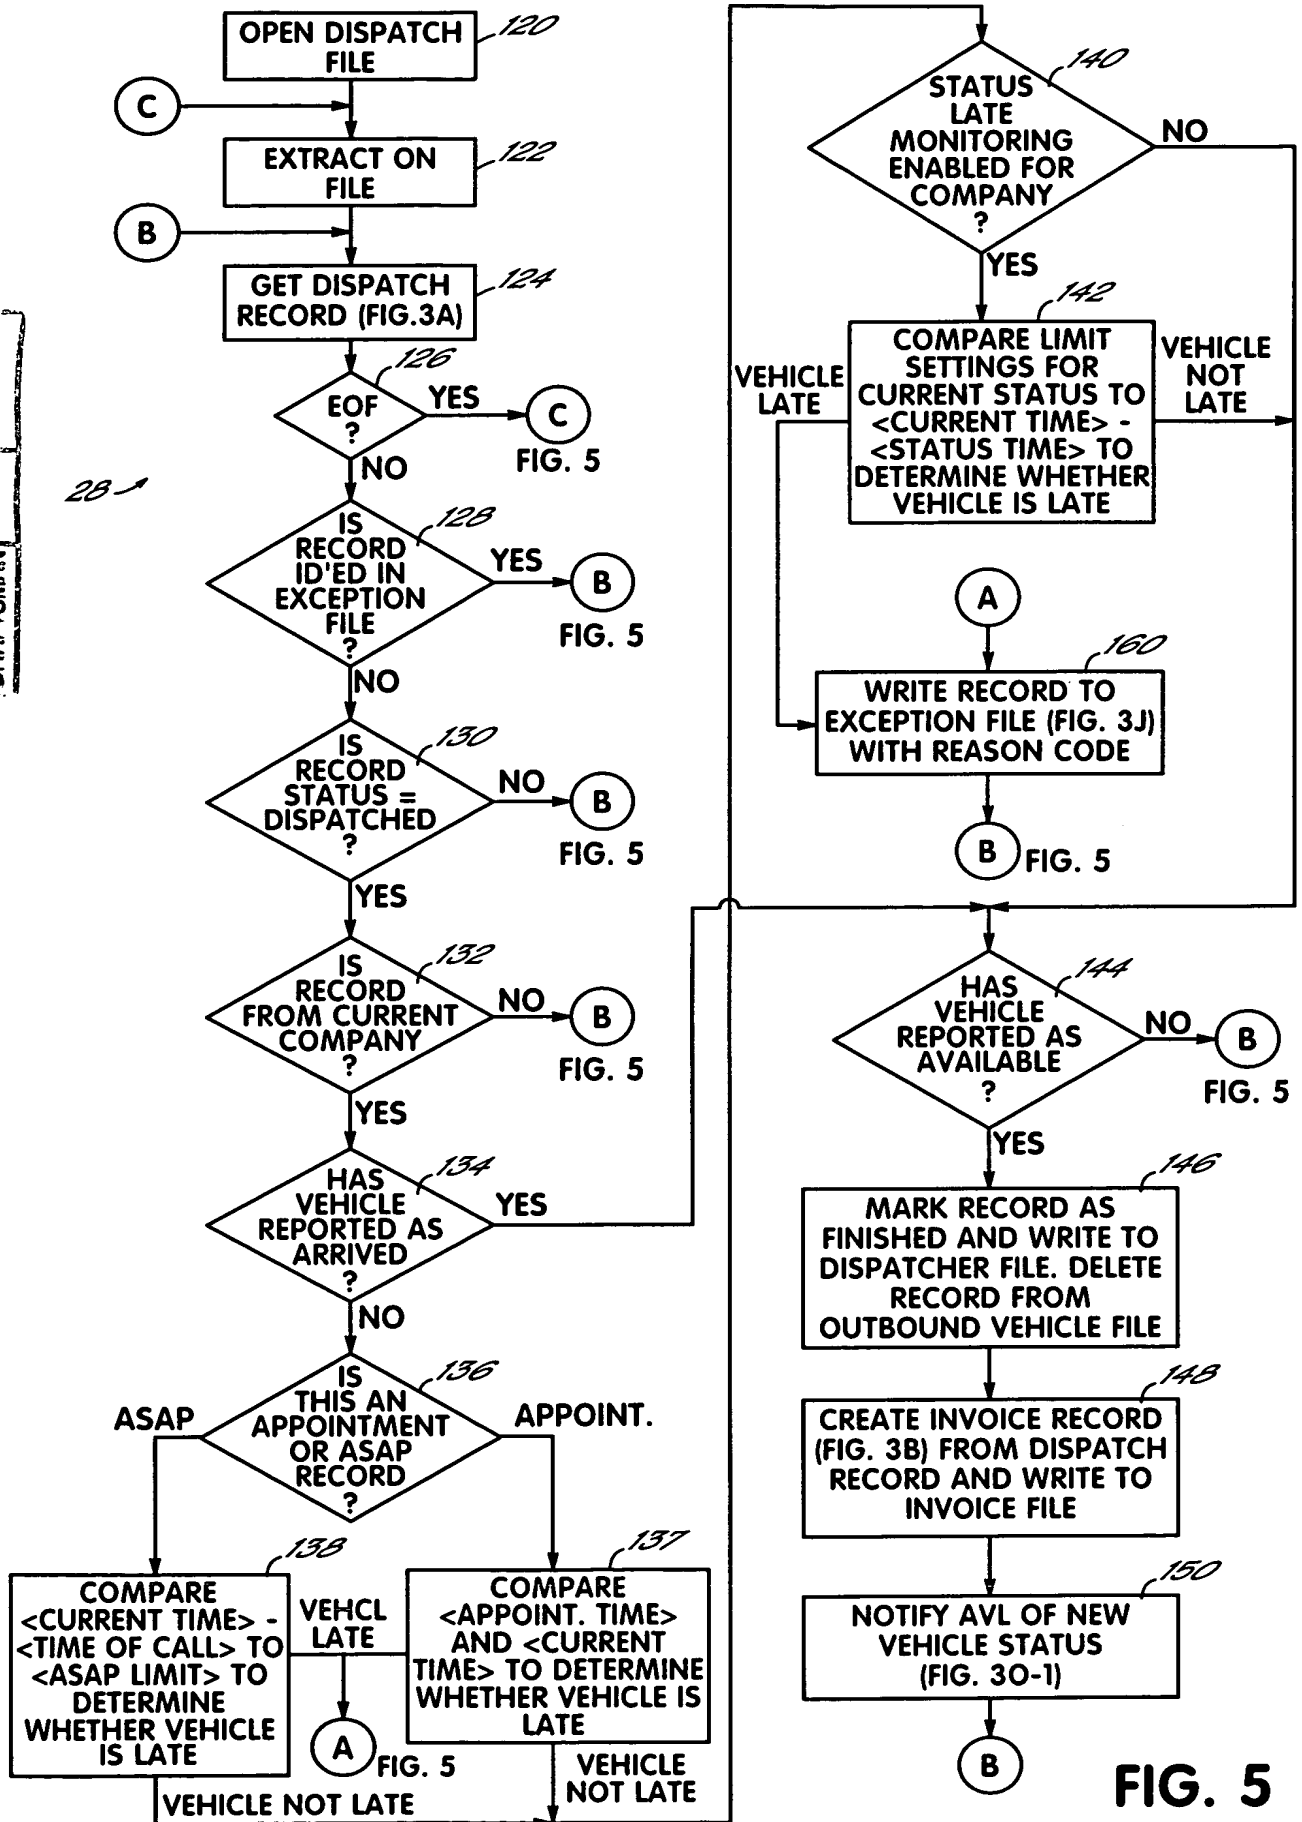 OPEN DISPATCH
FILE
120
C
EXTRACT ON
FILE
122
B
GET DISPATCH
RECORD (FIG.3A)
124
126
EOF
?
YES
C
FIG. 5
NO
28
128
IS
RECORD
ID'ED IN
EXCEPTION
FILE
?
YES
B
FIG. 5
NO
130
IS
RECORD
STATUS =
DISPATCHED
?
NO
B
FIG. 5
YES
132
IS
RECORD
FROM CURRENT
COMPANY
?
NO
B
FIG. 5
YES
134
HAS
VEHICLE
REPORTED AS
ARRIVED
?
YES
NO
136
IS
THIS AN
APPOINTMENT
OR ASAP
RECORD
?
ASAP
APPOINT.
138
COMPARE
<CURRENT TIME> -
<TIME OF CALL> TO
<ASAP LIMIT> TO
DETERMINE
WHETHER VEHICLE
IS LATE
VEHCL
LATE
A
FIG. 5
137
COMPARE
<APPOINT. TIME>
AND <CURRENT
TIME> TO DETERMINE
WHETHER VEHICLE IS
LATE
VEHICLE
NOT LATE
VEHICLE NOT LATE
140
STATUS
LATE
MONITORING
ENABLED FOR
COMPANY
?
NO
YES
142
COMPARE LIMIT
SETTINGS FOR
CURRENT STATUS TO
<CURRENT TIME> -
<STATUS TIME> TO
DETERMINE WHETHER
VEHICLE IS LATE
VEHICLE
LATE
VEHICLE
NOT
LATE
A
160
WRITE RECORD TO
EXCEPTION FILE (FIG. 3J)
WITH REASON CODE
B
FIG. 5
144
HAS
VEHICLE
REPORTED AS
AVAILABLE
?
NO
B
FIG. 5
YES
146
MARK RECORD AS
FINISHED AND WRITE TO
DISPATCHER FILE. DELETE
RECORD FROM
OUTBOUND VEHICLE FILE
148
CREATE INVOICE RECORD
(FIG. 3B) FROM DISPATCH
RECORD AND WRITE TO
INVOICE FILE
150
NOTIFY AVL OF NEW
VEHICLE STATUS
(FIG. 3O-1)
B
FIG. 5